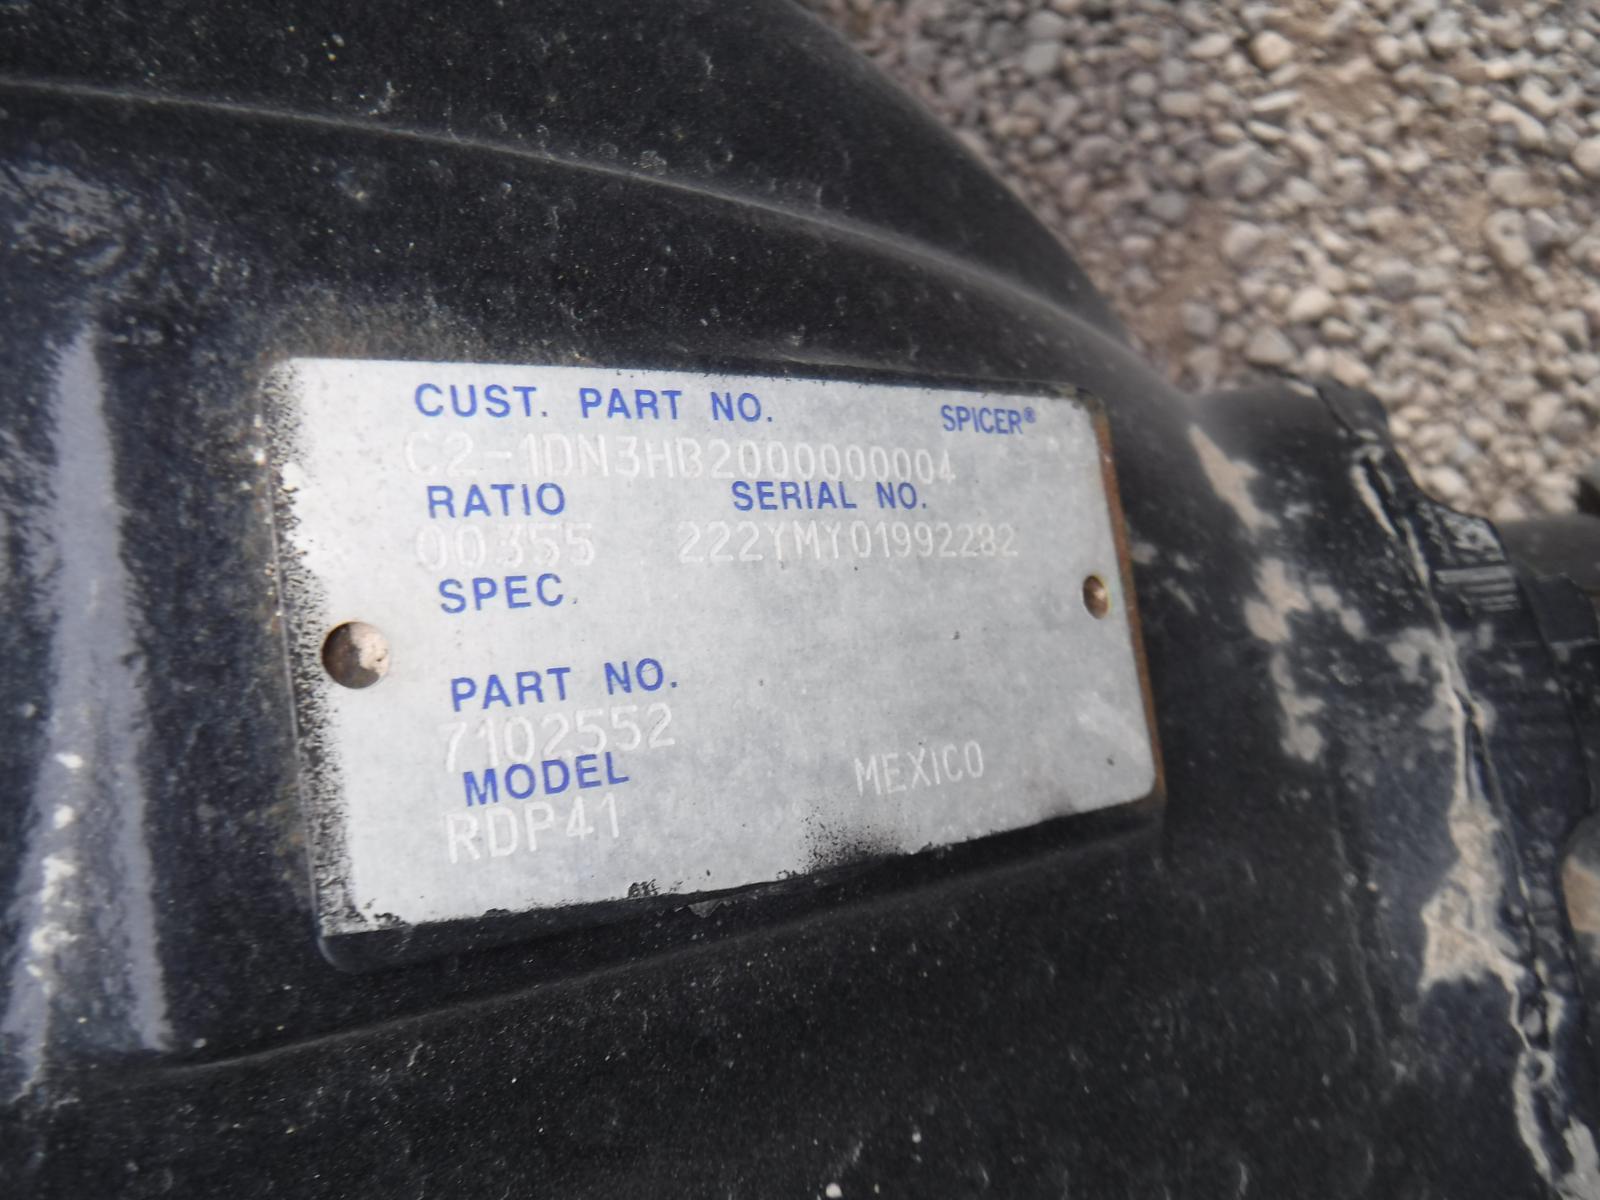 CUST. PART NO. SPICER®
C2-1DN3HB2000000004
RATIO SERIAL NO.
00355 222YMY01992282
SPEC.
PART NO.
7102552
MODEL MEXICO
RDP41